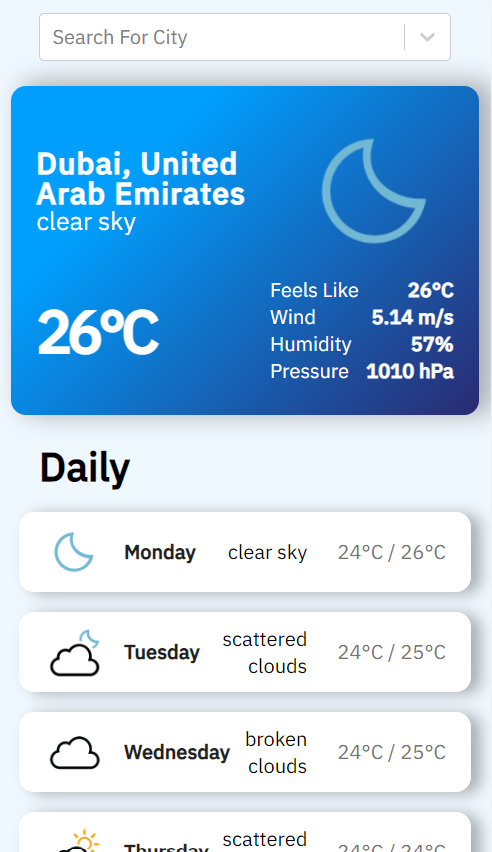 Search For City
Dubai, United
Arab Emirates
clear sky
26°C
Feels Like 26°C
Wind 5.14 m/s
Humidity 57%
Pressure 1010 hPa
Daily
Monday clear sky 24°C / 26°C
Tuesday scattered clouds 24°C / 25°C
Wednesday broken clouds 24°C / 25°C
Thursday scattered 24°C / 24°C